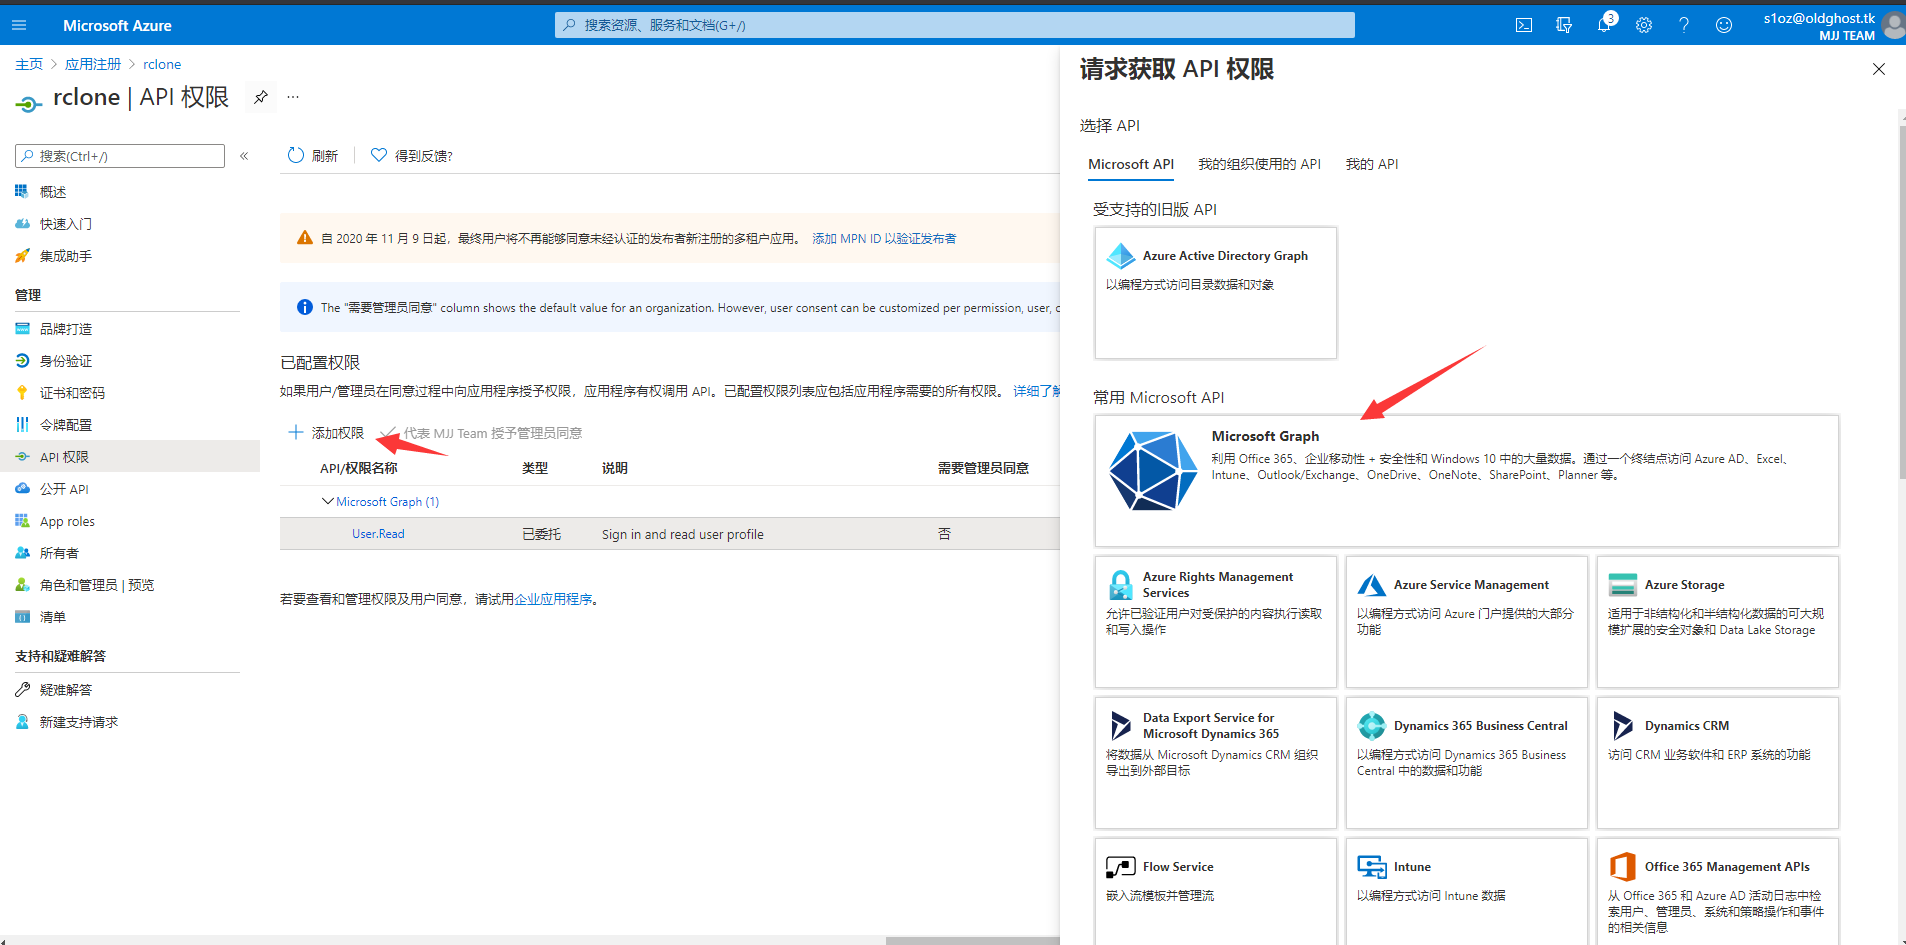 Microsoft Azure
搜索资源、服务和文档(G+/)
3
s1oz@oldghost.tk
MJJ TEAM
主页 > 应用注册 > rclone
rclone | API 权限
搜索(Ctrl+/)
概述
快速入门
集成助手
管理
品牌打造
身份验证
证书和密码
令牌配置
API 权限
公开 API
App roles
所有者
角色和管理员 | 预览
清单
支持和疑难解答
疑难解答
新建支持请求
刷新
得到反馈?
自 2020 年 11 月 9 日起，最终用户将不再能够同意未经认证的发布者新注册的多租户应用。 添加 MPN ID 以验证发布者
The "需要管理员同意" column shows the default value for an organization. However, user consent can be customized per permission, user, o
已配置权限
如果用户/管理员在同意过程中向应用程序授予权限，应用程序有权调用 API。已配置权限列表应包括应用程序需要的所有权限。 详细了解
添加权限
代表 MJJ Team 授予管理员同意
API/权限名称 类型 说明 需要管理员同意
Microsoft Graph (1)
User.Read 已委托 Sign in and read user profile 否
若要查看和管理权限及用户同意，请试用企业应用程序。
请求获取 API 权限
选择 API
Microsoft API 我的组织使用的 API 我的 API
受支持的旧版 API
Azure Active Directory Graph
以编程方式访问目录数据和对象
常用 Microsoft API
Microsoft Graph
利用 Office 365、企业移动性 + 安全性和 Windows 10 中的大量数据。通过一个终结点访问 Azure AD、Excel、
Intune、Outlook/Exchange、OneDrive、OneNote、SharePoint、Planner 等。
Azure Rights Management
Services
允许已验证用户对受保护的内容执行读取
和写入操作
Azure Service Management
以编程方式访问 Azure 门户提供的大部分
功能
Azure Storage
适用于非结构化和半结构化数据的可大规
模扩展的安全对象和 Data Lake Storage
Data Export Service for
Microsoft Dynamics 365
将数据从 Microsoft Dynamics CRM 组织
导出到外部目标
Dynamics 365 Business Central
以编程方式访问 Dynamics 365 Business
Central 中的数据和功能
Dynamics CRM
访问 CRM 业务软件和 ERP 系统的功能
Flow Service
嵌入流模板并管理流
Intune
以编程方式访问 Intune 数据
Office 365 Management APIs
从 Office 365 和 Azure AD 活动日志中检
索用户、管理员、系统和策略操作和事件
的相关信息